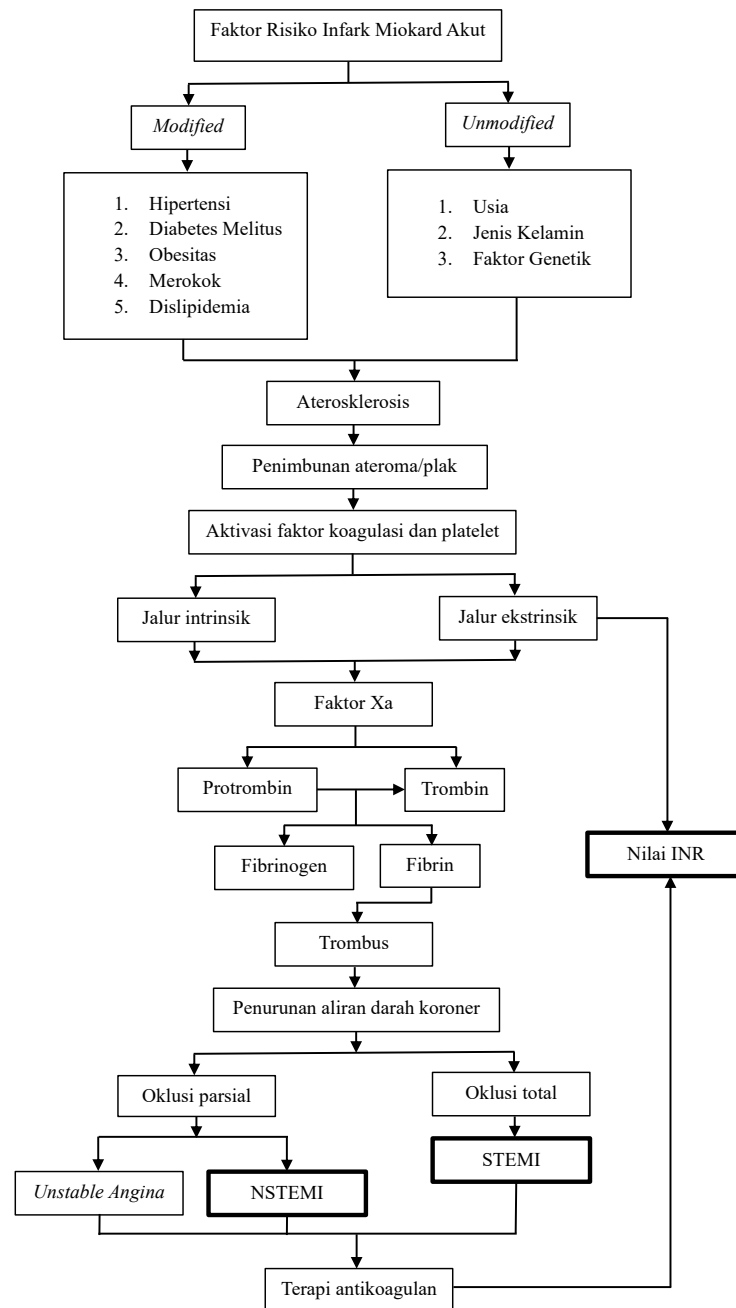 Faktor Risiko Infark Miokard Akut
Modified
Unmodified
1. Hipertensi
2. Diabetes Melitus
3. Obesitas
4. Merokok
5. Dislipidemia
1. Usia
2. Jenis Kelamin
3. Faktor Genetik
Aterosklerosis
Penimbunan ateroma/plak
Aktivasi faktor koagulasi dan platelet
Jalur intrinsik
Jalur ekstrinsik
Faktor Xa
Protrombin
Trombin
Fibrinogen
Fibrin
Nilai INR
Trombus
Penurunan aliran darah koroner
Oklusi parsial
Oklusi total
Unstable Angina
NSTEMI
STEMI
Terapi antikoagulan